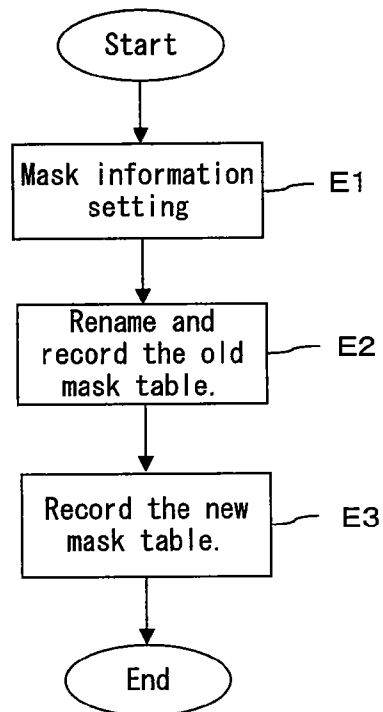 Start
Mask information
setting
E1
Rename and
record the old
mask table.
E2
Record the new
mask table.
E3
End